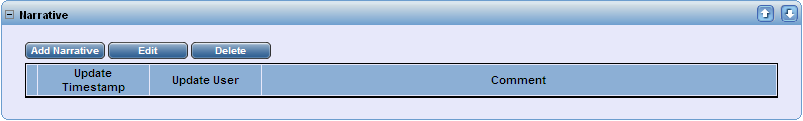 Narrative
Add Narrative Edit Delete
Update Timestamp Update User Comment